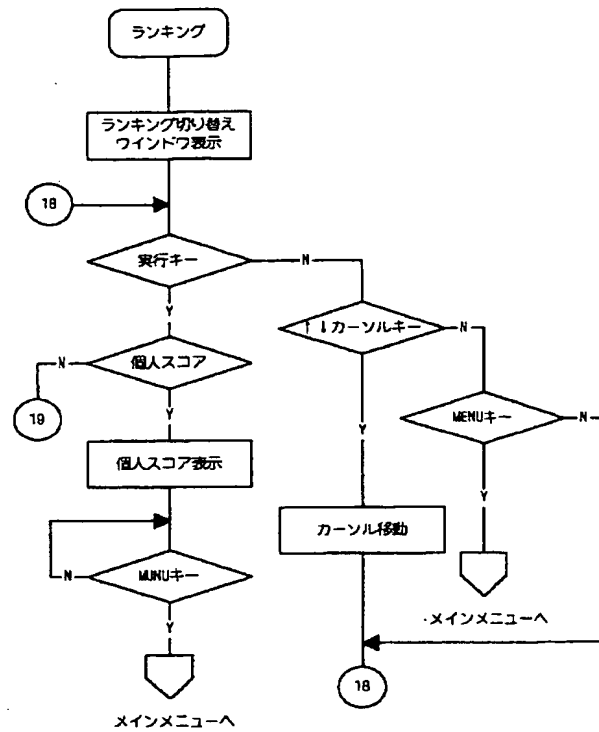 ランキング
ランキング切り替え
ウインドウ表示
18
実行キー
N
Y
↑↓カーソルキー
N
個人スコア
N
19
Y
Y
MENUキー
N
Y
個人スコア表示
カーソル移動
MUNUキー
N
Y
メインメニューへ
18
メインメニューへ